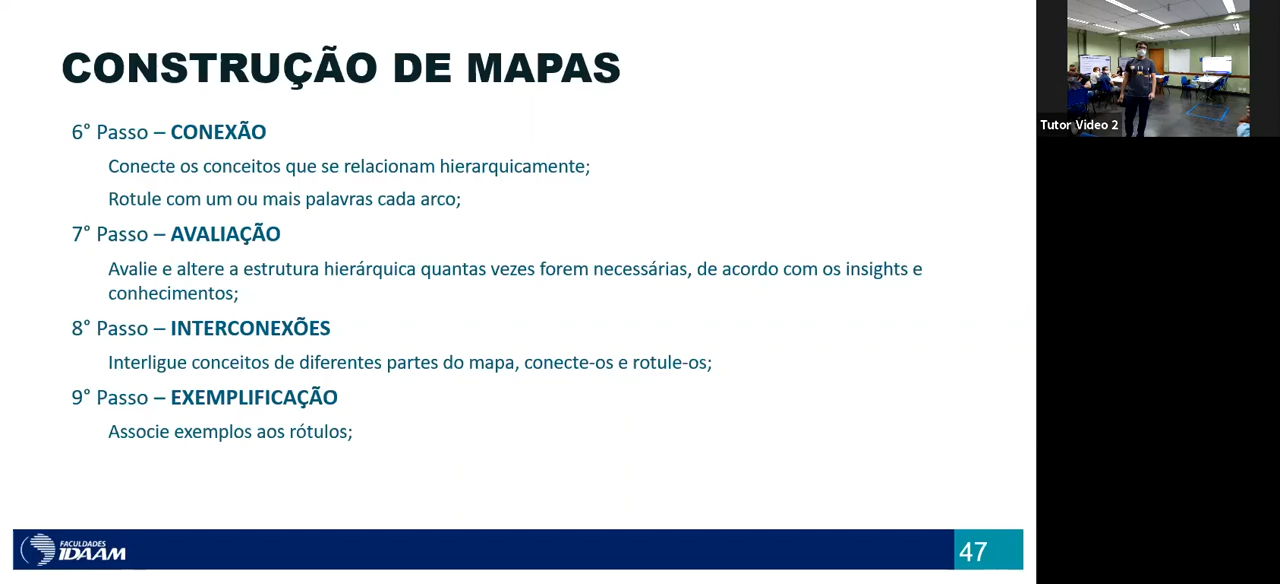 CONSTRUÇÃO DE MAPAS
6° Passo – CONEXÃO
Conecte os conceitos que se relacionam hierarquicamente;
Rotule com um ou mais palavras cada arco;
7° Passo – AVALIAÇÃO
Avalie e altere a estrutura hierárquica quantas vezes forem necessárias, de acordo com os insights e
conhecimentos;
8° Passo – INTERCONEXÕES
Interligue conceitos de diferentes partes do mapa, conecte-os e rotule-os;
9° Passo – EXEMPLIFICAÇÃO
Associe exemplos aos rótulos;
FACULDADES
IDAAM
47
Tutor Video 2